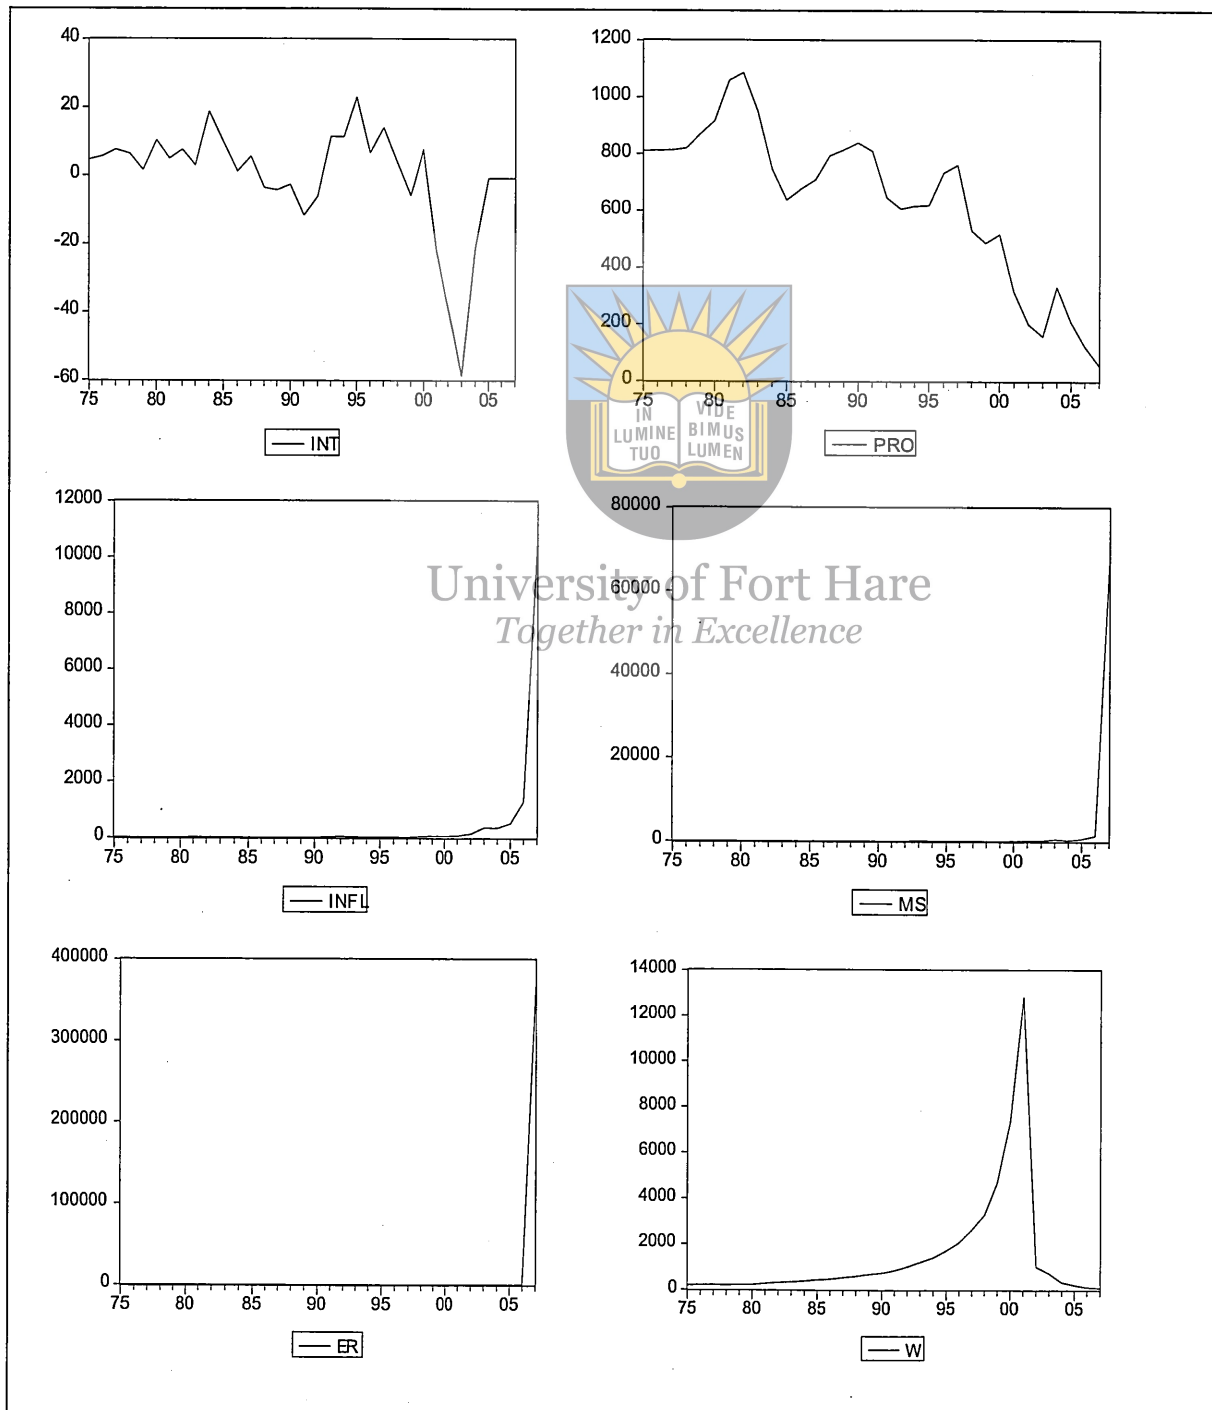 40
20
0
-20
-40
-60
75 80 85 90 95 00 05
INT
1200
1000
800
600
400
200
0
75 80 85 90 95 00 05
PRO
IN
LUMINE
TUO
VIDE
BIMUS
LUMEN
12000
10000
8000
6000
4000
2000
0
75 80 85 90 95 00 05
INFL
80000
60000
40000
20000
0
75 80 85 90 95 00 05
MS
University of Fort Hare
Together in Excellence
400000
300000
200000
100000
0
75 80 85 90 95 00 05
ER
14000
12000
10000
8000
6000
4000
2000
0
75 80 85 90 95 00 05
W